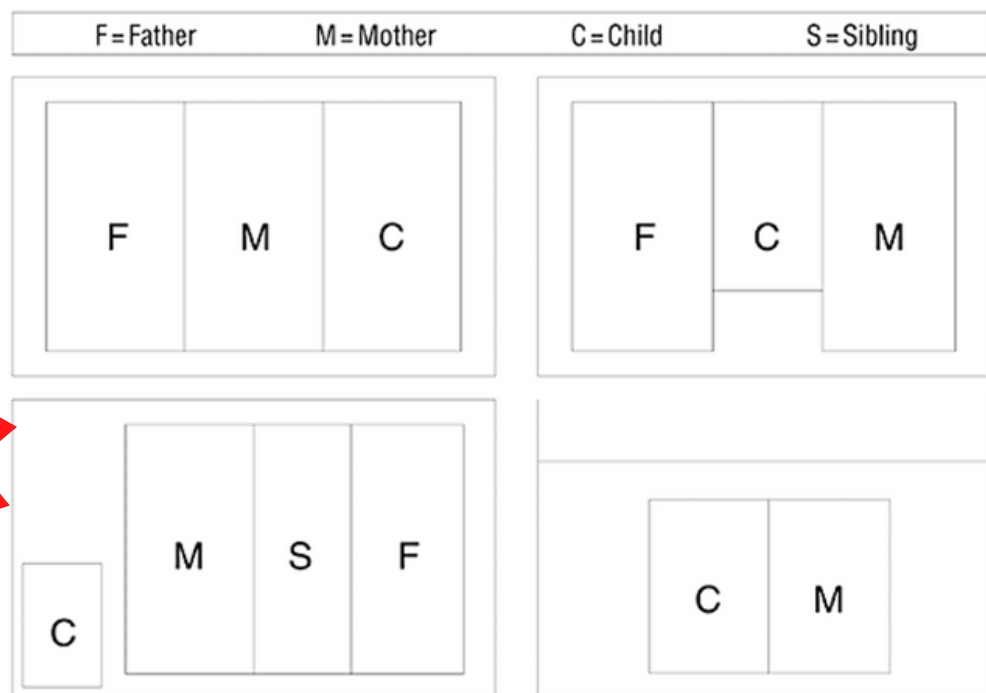 F=Father M=Mother C=Child S=Sibling
F M C
F C M
M S F
C
C M